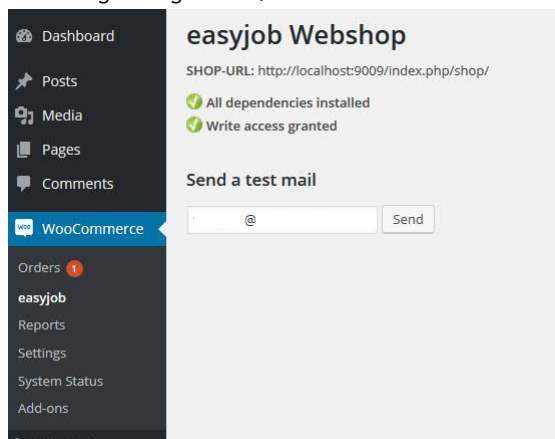 Dashboard
Posts
Media
Pages
Comments
WooCommerce
Orders 1
easyjob
Reports
Settings
System Status
Add-ons
easyjob Webshop
SHOP-URL: http://localhost:9009/index.php/shop/
All dependencies installed
Write access granted
Send a test mail
@ Send